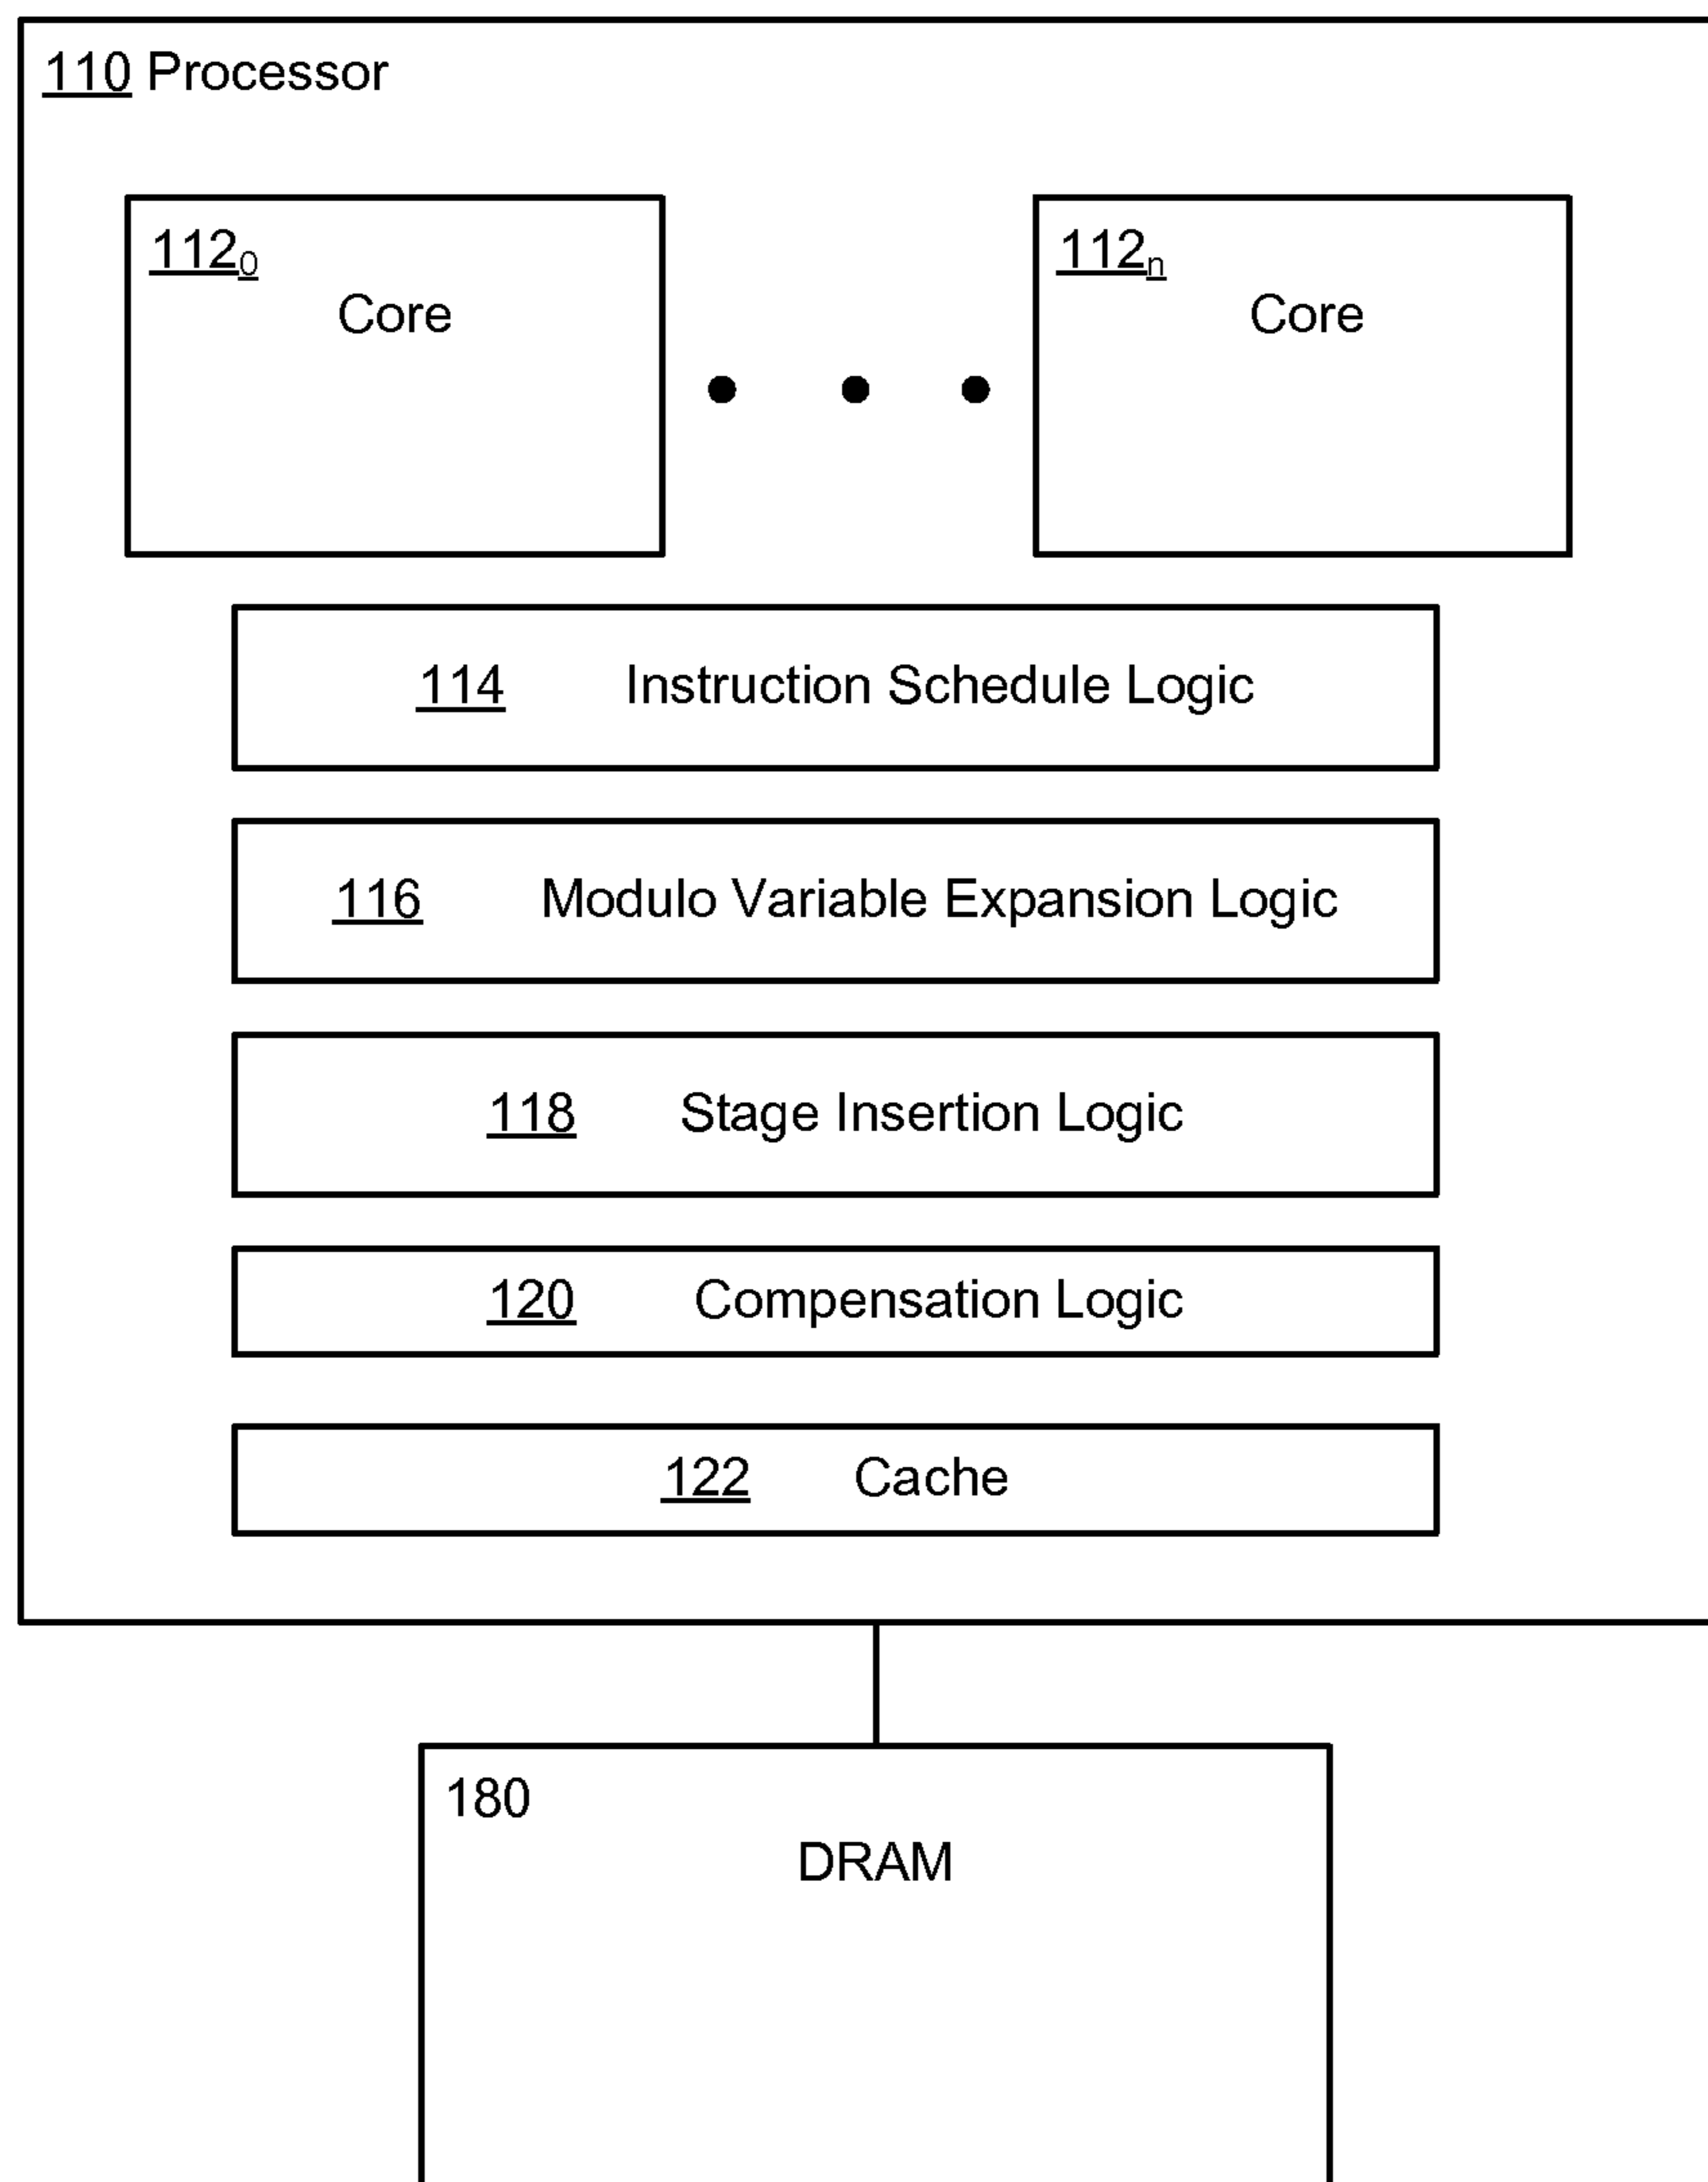 110 Processor
112₀
Core
112ₙ
Core
114 Instruction Schedule Logic
116 Modulo Variable Expansion Logic
118 Stage Insertion Logic
120 Compensation Logic
122 Cache
180
DRAM